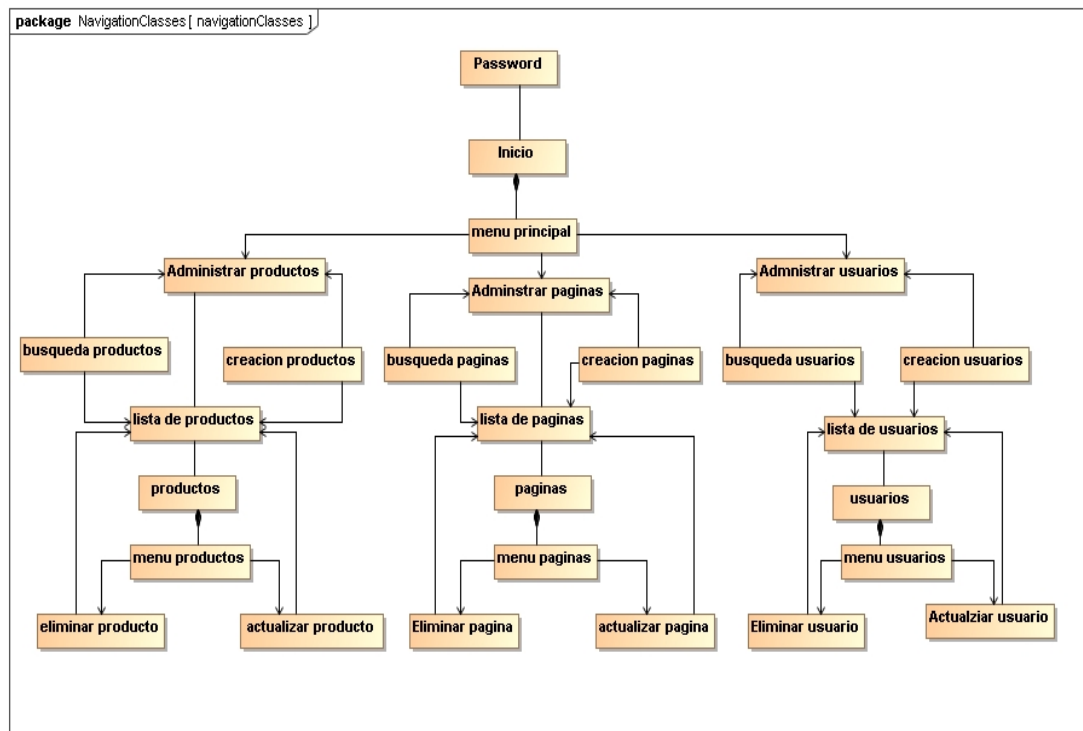 package NavigationClasses [ navigationClasses ]
Password
Inicio
menu principal
Administrar productos
Adminstrar paginas
Admnistrar usuarios
busqueda productos
creacion productos
busqueda paginas
creacion paginas
busqueda usuarios
creacion usuarios
lista de productos
lista de paginas
lista de usuarios
productos
paginas
usuarios
menu productos
menu paginas
menu usuarios
eliminar producto
actualizar producto
Eliminar pagina
actualizar pagina
Eliminar usuario
Actualziar usuario